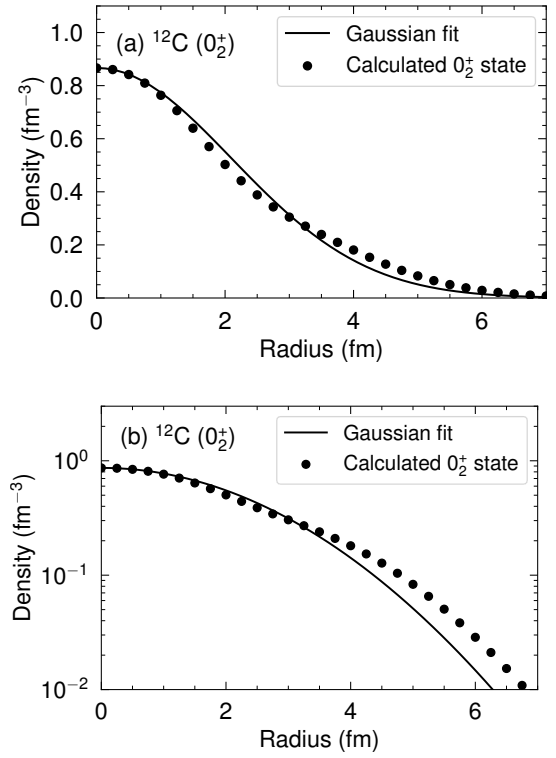 (a) ¹²C (0₂⁺)
Gaussian fit
Calculated 0₂⁺ state
Density (fm⁻³)
1.0
0.8
0.6
0.4
0.2
0.0
0 2 4 6
Radius (fm)
(b) ¹²C (0₂⁺)
Gaussian fit
Calculated 0₂⁺ state
Density (fm⁻³)
10⁰
10⁻¹
10⁻²
0 2 4 6
Radius (fm)